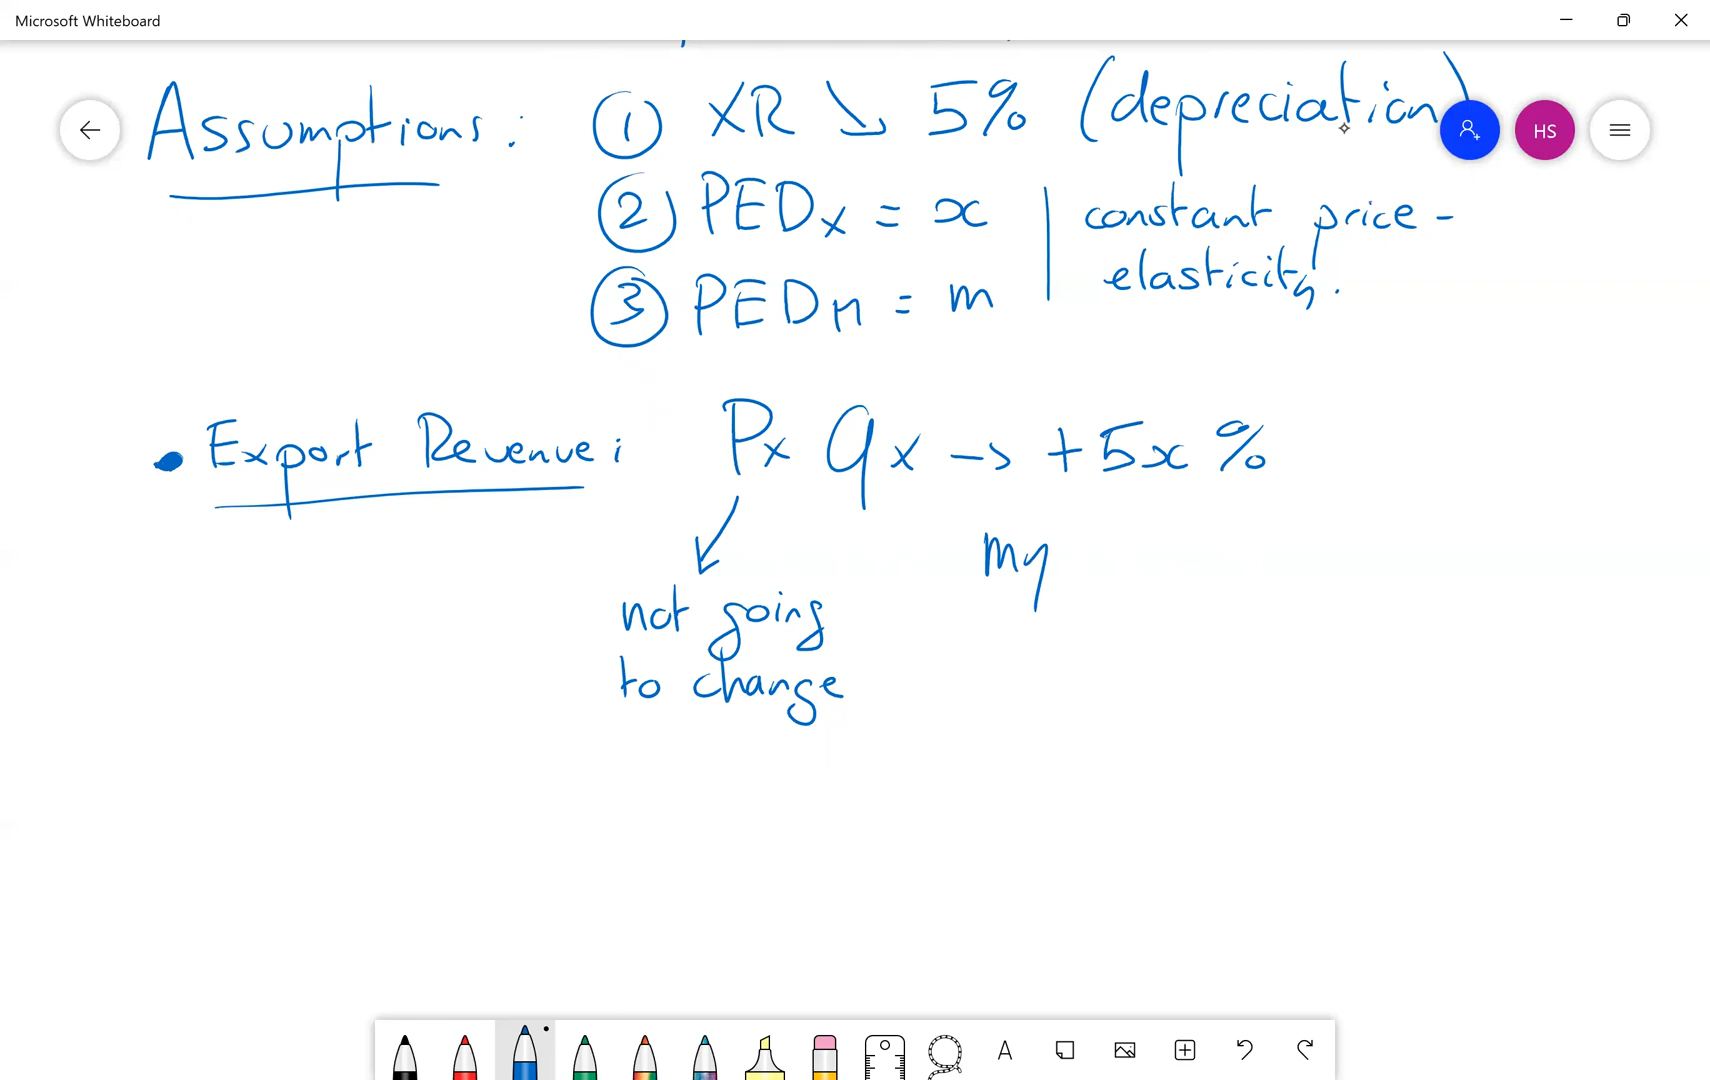 Microsoft Whiteboard
Assumptions: ① XR ↘ 5% (depreciation)
HS
② PEDx = x | constant price-
elasticity.
③ PEDM = m
• Export Revenue: Px qx → +5x%
my
not going
to change
A